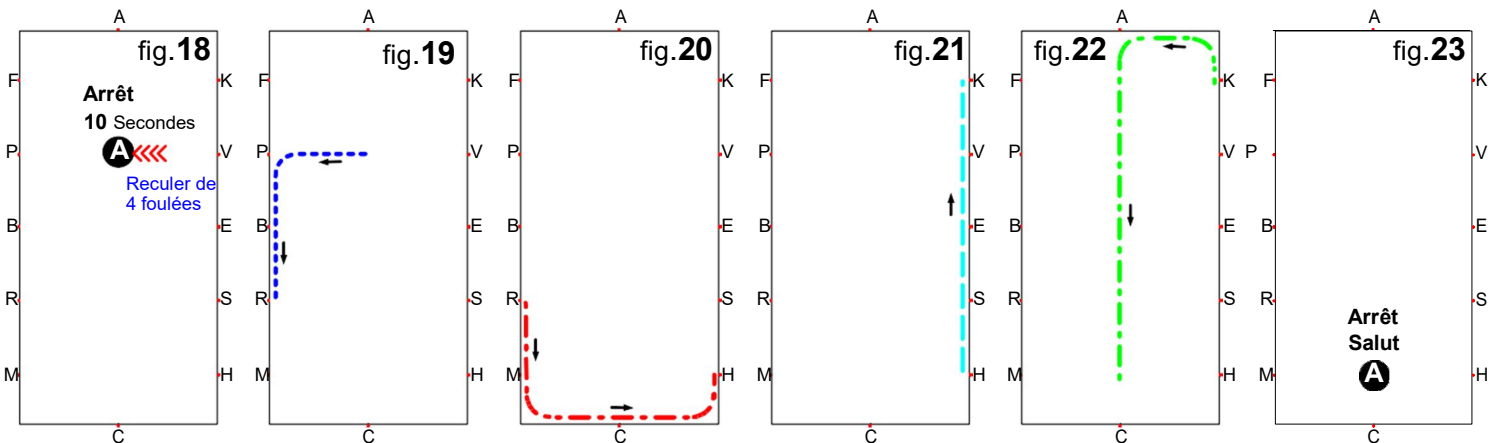 A
fig.18
F
K
Arrêt
10 Secondes
P
A
V
Reculer de
4 foulées
B
E
R
S
M
H
C
A
fig.19
F
K
P
V
B
E
R
S
M
H
C
A
fig.20
F
K
P
V
B
E
R
S
M
H
C
A
fig.21
F
K
P
V
B
E
R
S
M
H
C
A
fig.22
F
K
P
V
B
E
R
S
M
H
C
A
fig.23
F
K
P
V
B
E
R
S
Arrêt
Salut
M
A
H
C